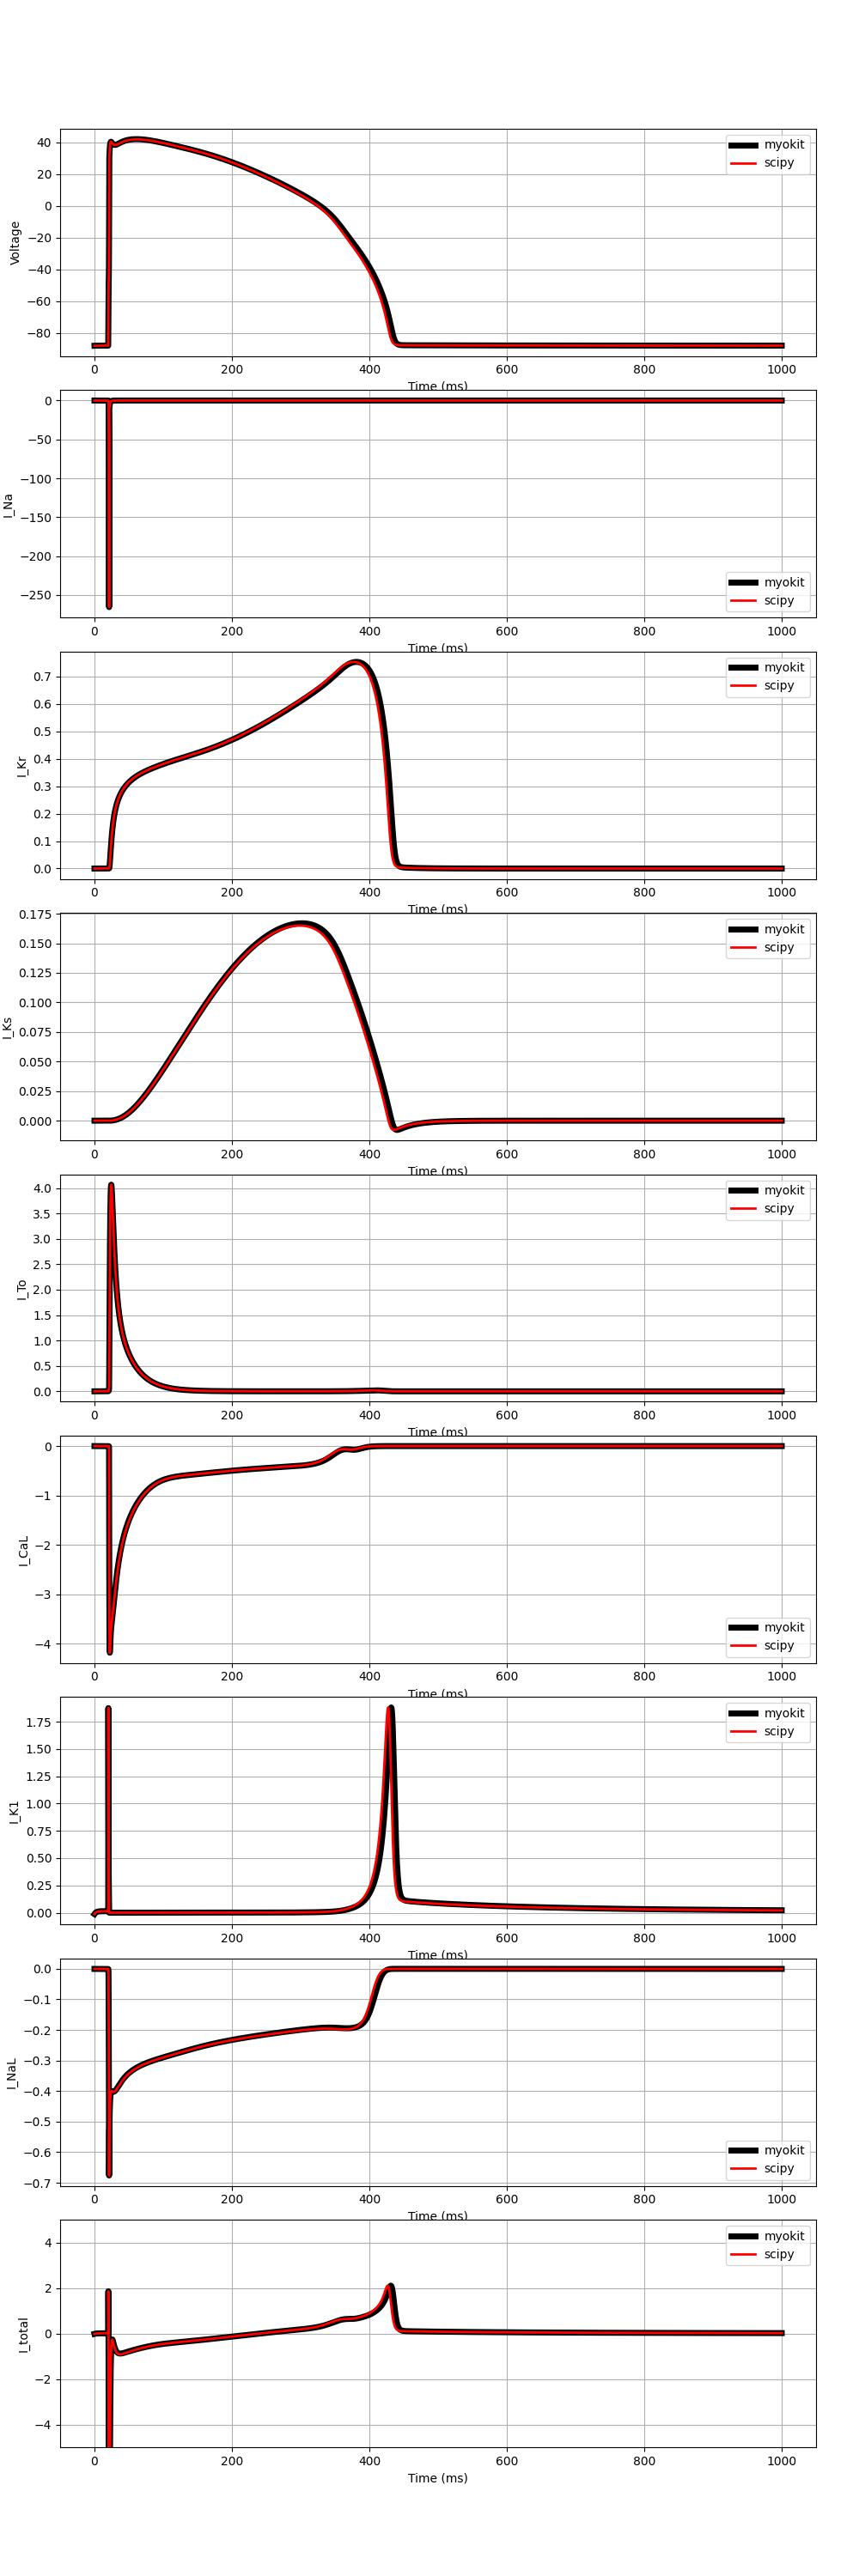 40
20
0
−20
−40
−60
−80
Voltage
myokit
scipy
0 200 400 600 800 1000
Time (ms)
0
−50
−100
−150
−200
−250
I_Na
myokit
scipy
0 200 400 600 800 1000
Time (ms)
0.7
0.6
0.5
0.4
0.3
0.2
0.1
0.0
I_Kr
myokit
scipy
0 200 400 600 800 1000
Time (ms)
0.175
0.150
0.125
0.100
0.075
0.050
0.025
0.000
I_Ks
myokit
scipy
0 200 400 600 800 1000
Time (ms)
4.0
3.5
3.0
2.5
2.0
1.5
1.0
0.5
0.0
I_To
myokit
scipy
0 200 400 600 800 1000
Time (ms)
0
−1
−2
−3
−4
I_CaL
myokit
scipy
0 200 400 600 800 1000
Time (ms)
1.75
1.50
1.25
1.00
0.75
0.50
0.25
0.00
I_K1
myokit
scipy
0 200 400 600 800 1000
Time (ms)
0.0
−0.1
−0.2
−0.3
−0.4
−0.5
−0.6
−0.7
I_NaL
myokit
scipy
0 200 400 600 800 1000
Time (ms)
4
2
0
−2
−4
I_total
myokit
scipy
0 200 400 600 800 1000
Time (ms)